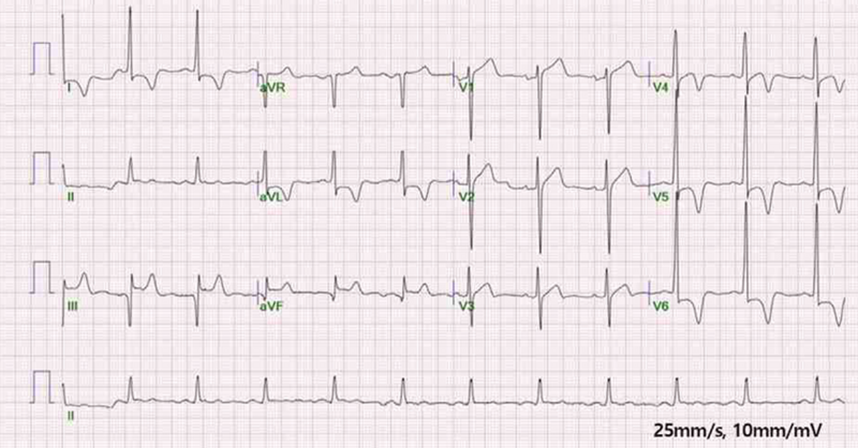 I aVR V1 V4
II aVL V2 V5
III aVF V3 V6
II
25mm/s, 10mm/mV